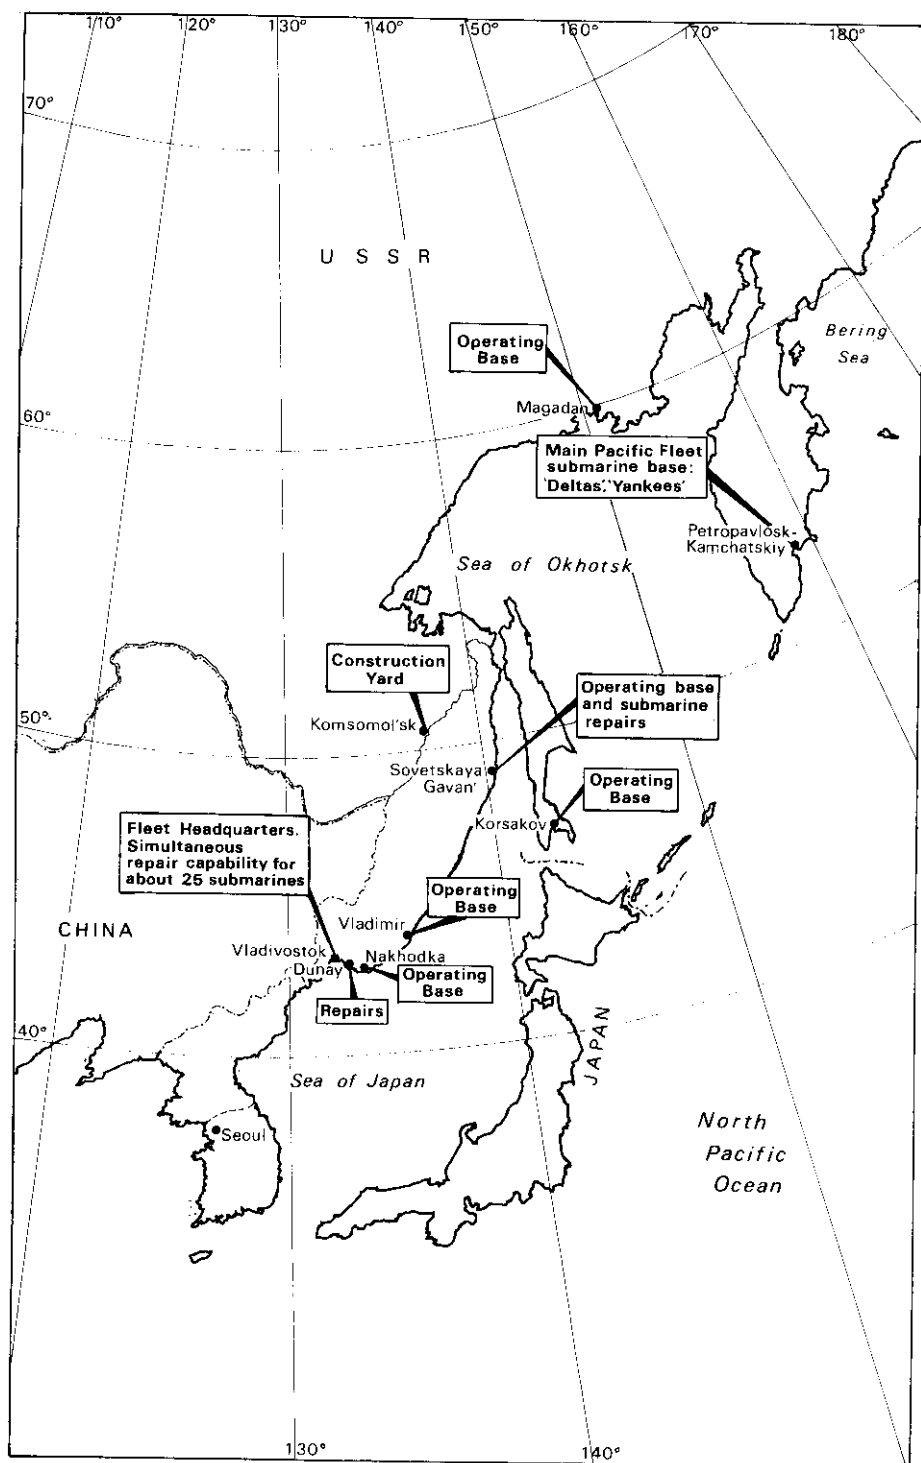 110°
120°
130°
140°
150°
160°
170°
180°
70°
USSR
Bering
Sea
Operating
Base
Magadan
60°
Main Pacific Fleet
submarine base:
'Deltas','Yankees'
Petropavlosk-
Kamchatskiy
Sea of Okhotsk
Construction
Yard
Komsomol'sk
Operating base
and submarine
repairs
50°
Sovetskaya
Gavan'
Operating
Base
Korsakov
Fleet Headquarters.
Simultaneous
repair capability for
about 25 submarines
Operating
Base
Vladimir
CHINA
Vladivostok
Dunay
Nakhodka
Operating
Base
Repairs
40°
JAPAN
Sea of Japan
Seoul
North
Pacific
Ocean
130°
140°